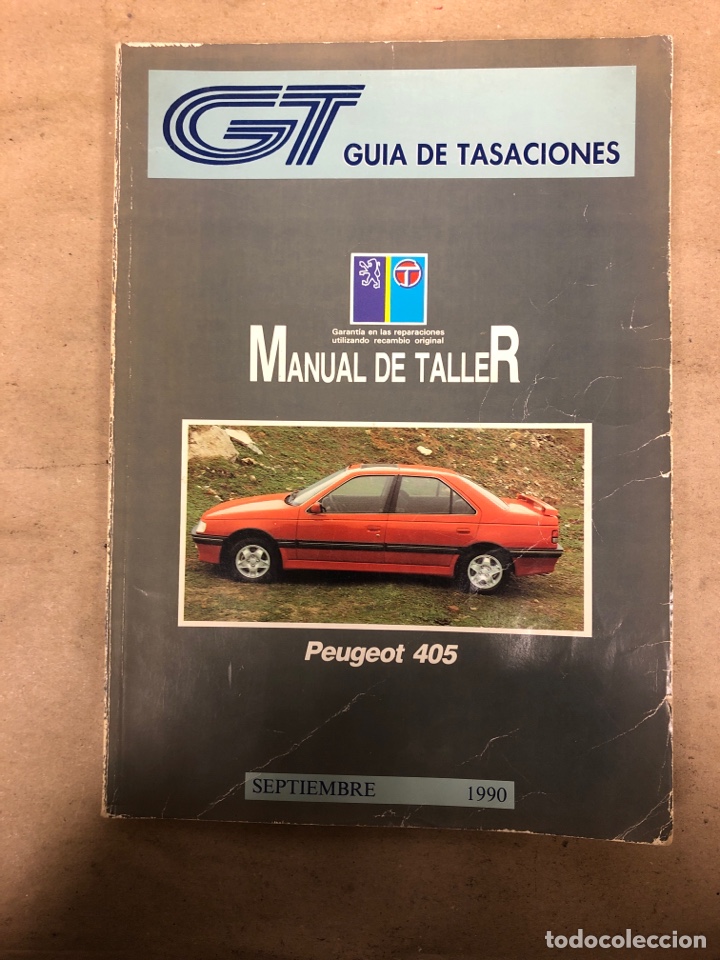 GT GUIA DE TASACIONES
T
Garantía en las reparaciones
utilizando recambio original
MANUAL DE TALLER
Peugeot 405
SEPTIEMBRE 1990
todocoleccion
todocoleccion